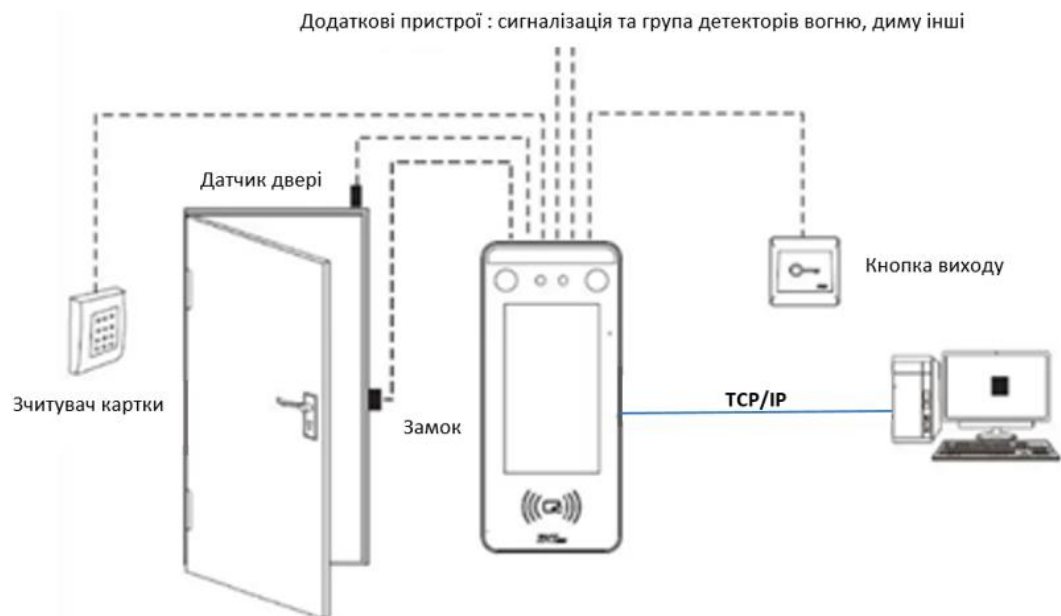 Додаткові пристрої : сигналізація та група детекторів вогню, диму інші
Датчик двері
Кнопка виходу
Зчитувач картки
Замок
TCP/IP